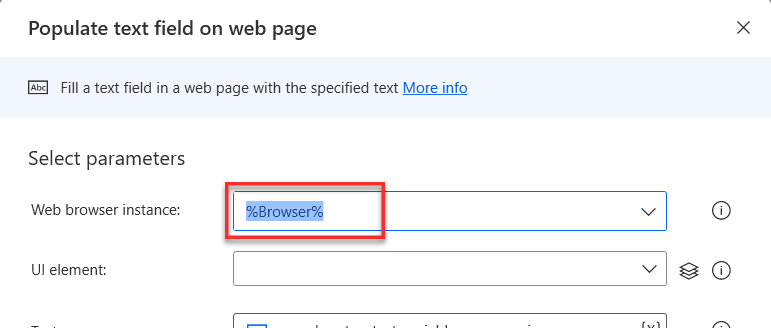 Populate text field on web page
Abc Fill a text field in a web page with the specified text More info
Select parameters
Web browser instance: %Browser%
UI element: